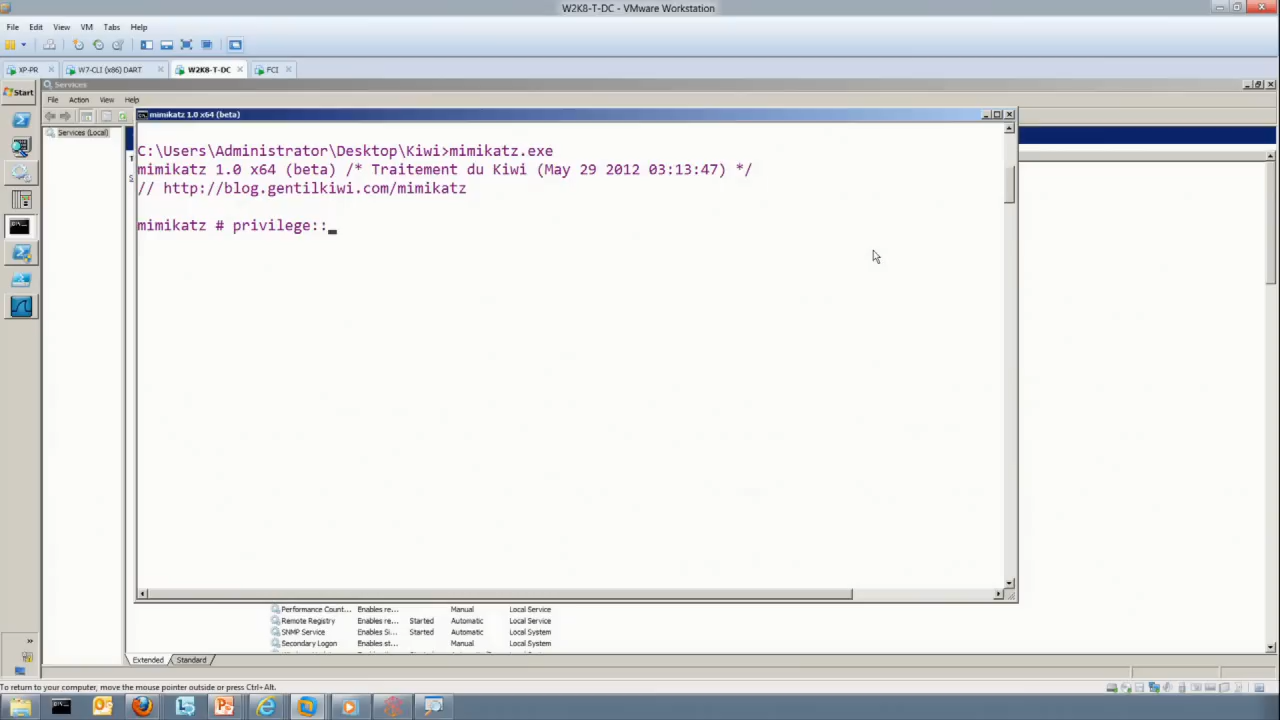 W2K8-T-DC - VMware Workstation
File Edit View VM Tabs Help
XP-PR W7-CLI (x86) DART W2K8-T-DC FCI
Start Services
File Action View Help
mimikatz 1.0 x64 (beta)
Services (Local)
C:\Users\Administrator\Desktop\Kiwi>mimikatz.exe
mimikatz 1.0 x64 (beta) /* Traitement du Kiwi (May 29 2012 03:13:47) */
// http://blog.gentilkiwi.com/mimikatz
mimikatz # privilege::_
Performance Count... Enables re... Manual Local Service
Remote Registry Enables re... Started Automatic Local Service
SNMP Service Enables Si... Started Automatic Local System
Secondary Logon Enables st... Manual Local System
Extended Standard
To return to your computer, move the mouse pointer outside or press Ctrl+Alt.